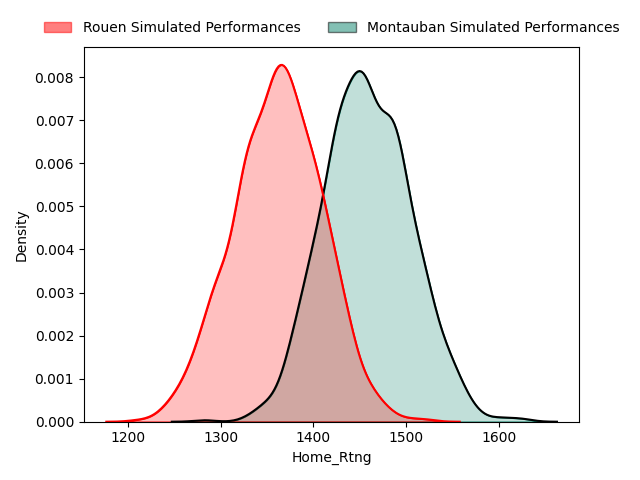 Rouen Simulated Performances
Montauban Simulated Performances
0.008
0.007
0.006
0.005
0.004
0.003
0.002
0.001
0.000
Density
1200 1300 1400 1500 1600
Home_Rtng